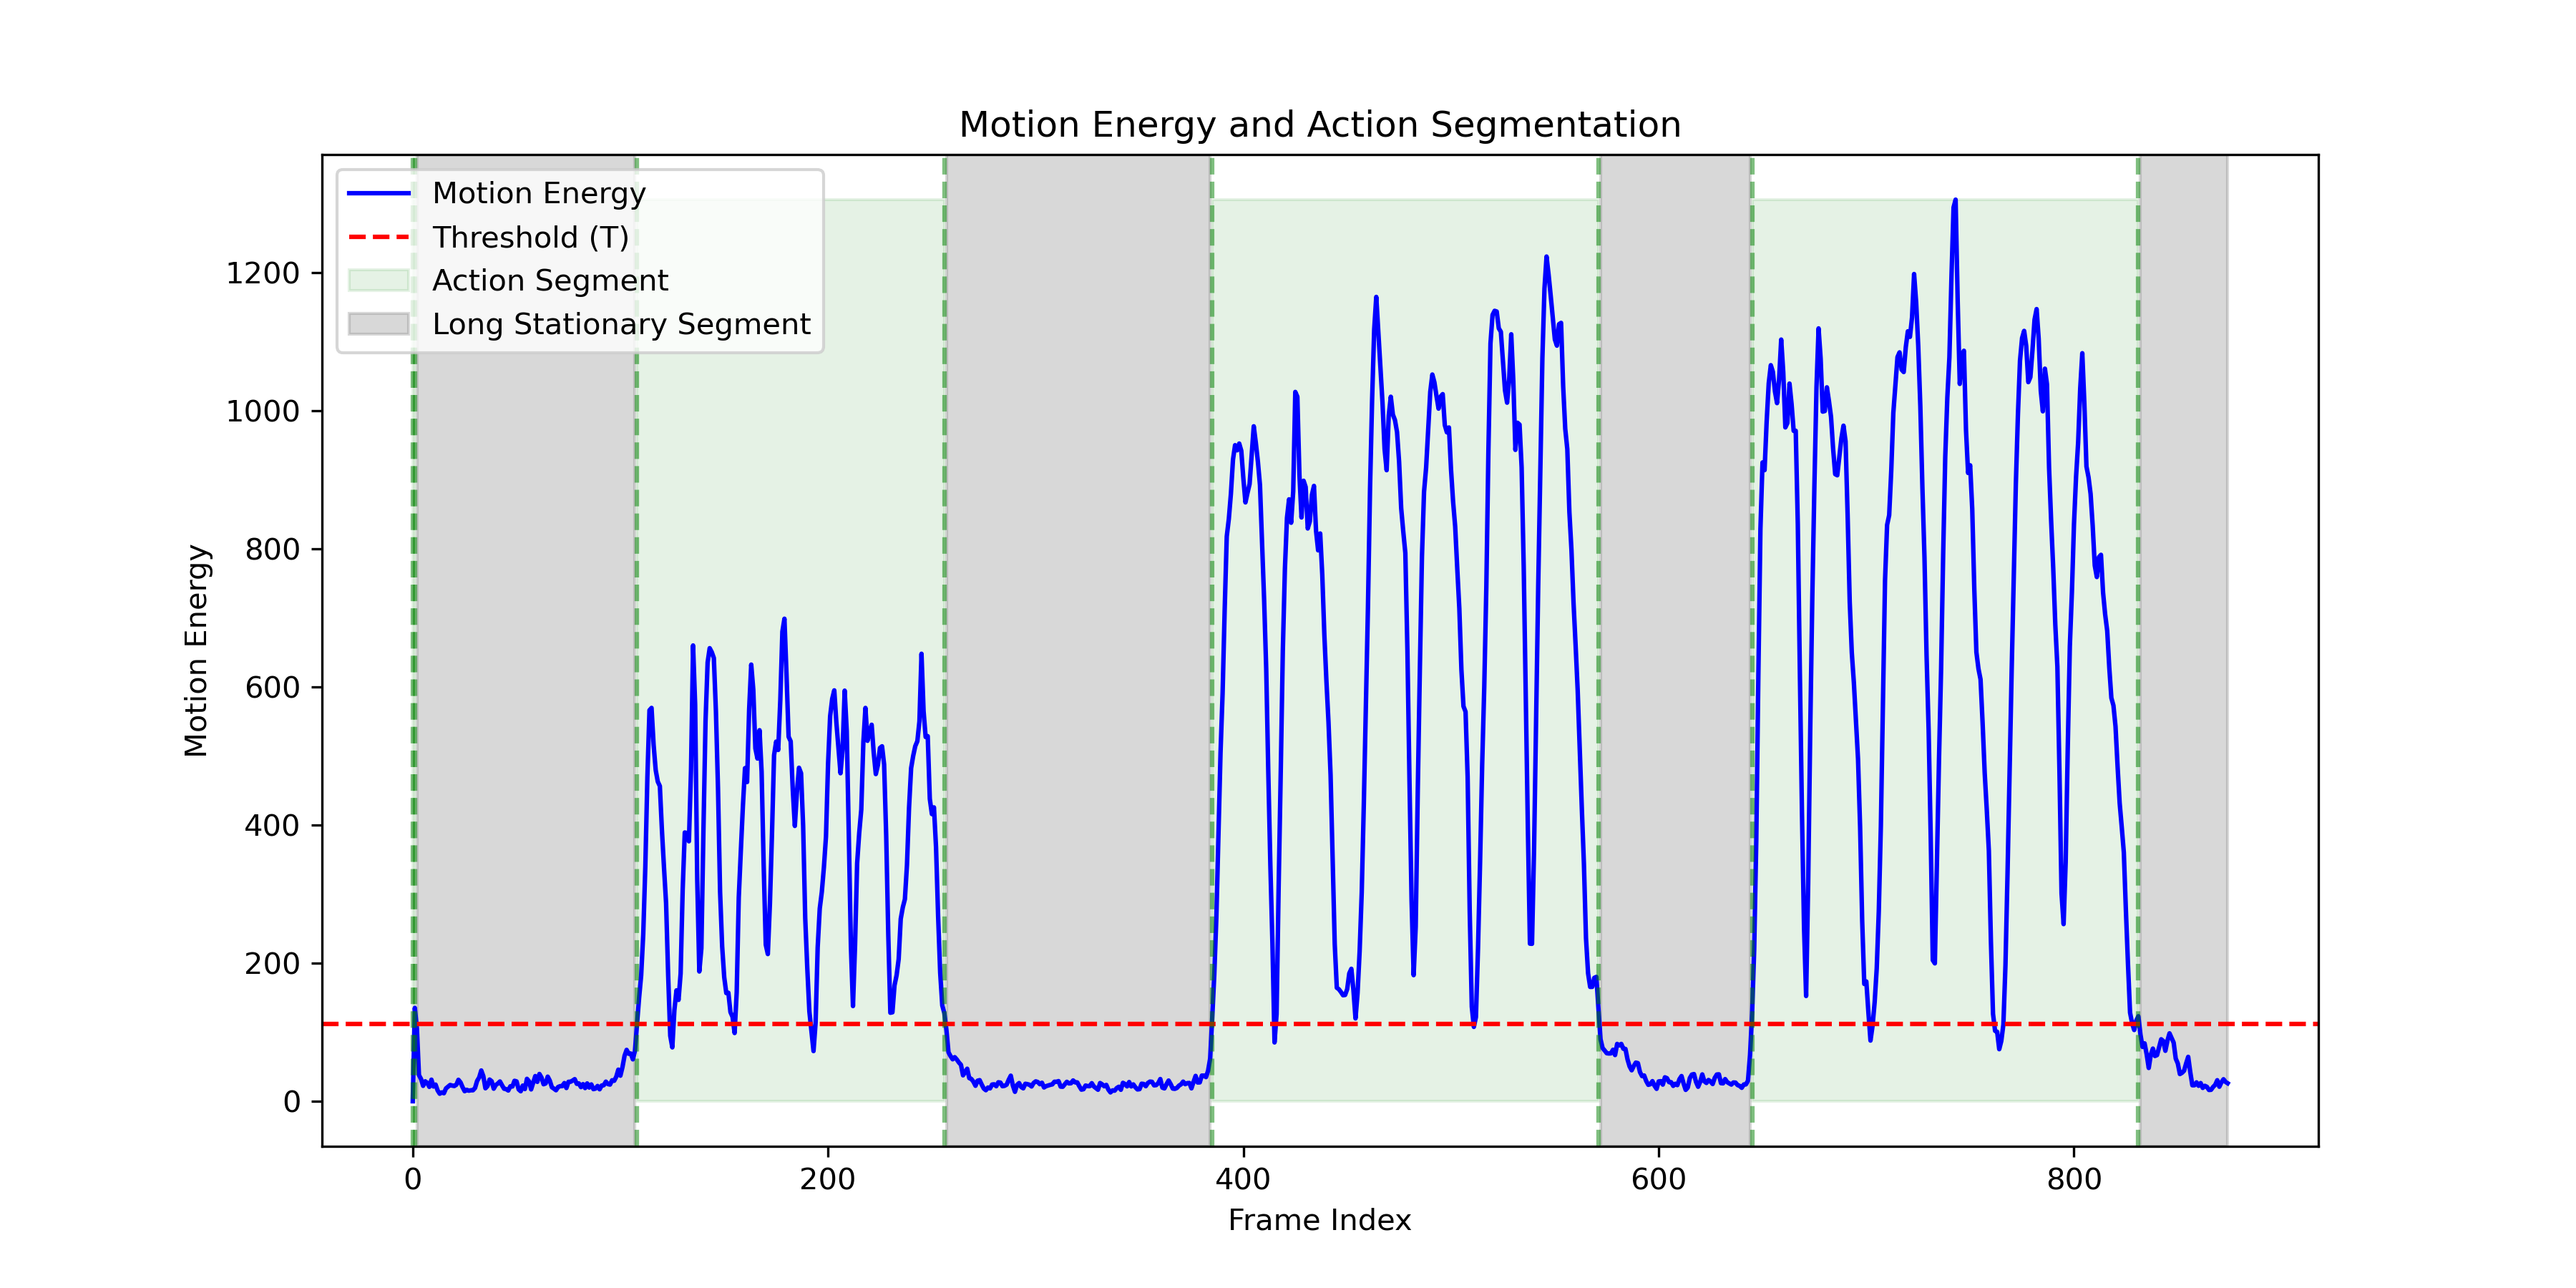 Motion Energy and Action Segmentation
Motion Energy
Threshold (T)
Action Segment
Long Stationary Segment
Motion Energy
1200
1000
800
600
400
200
0
0 200 400 600 800
Frame Index